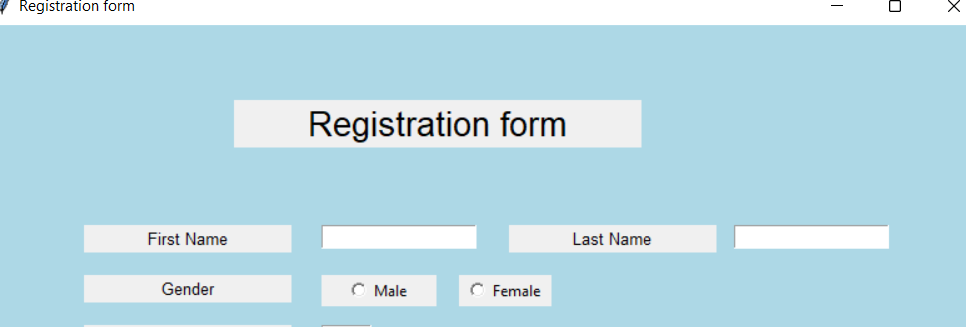 Registration form
Registration form
First Name Last Name
Gender Male Female